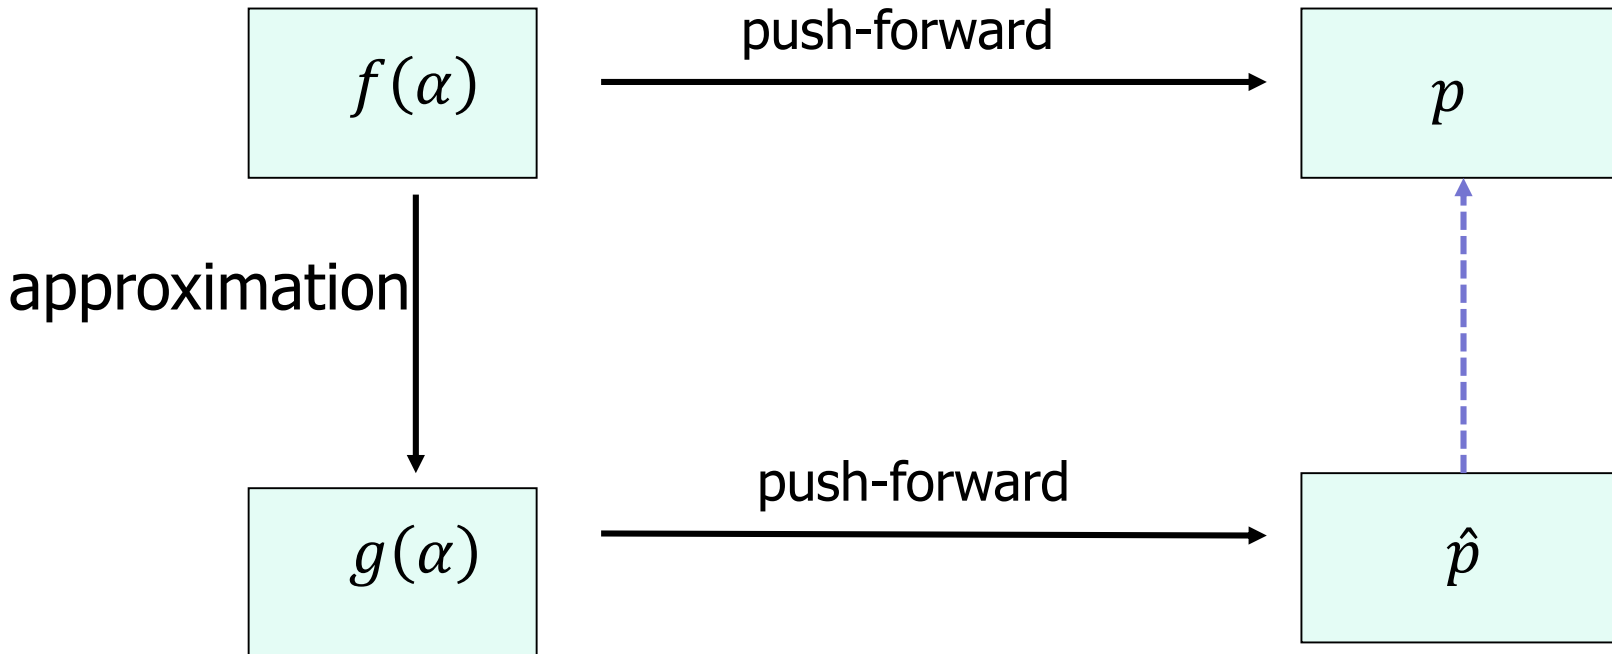 push-forward
f(α)
p
approximation
push-forward
g(α)
p̂